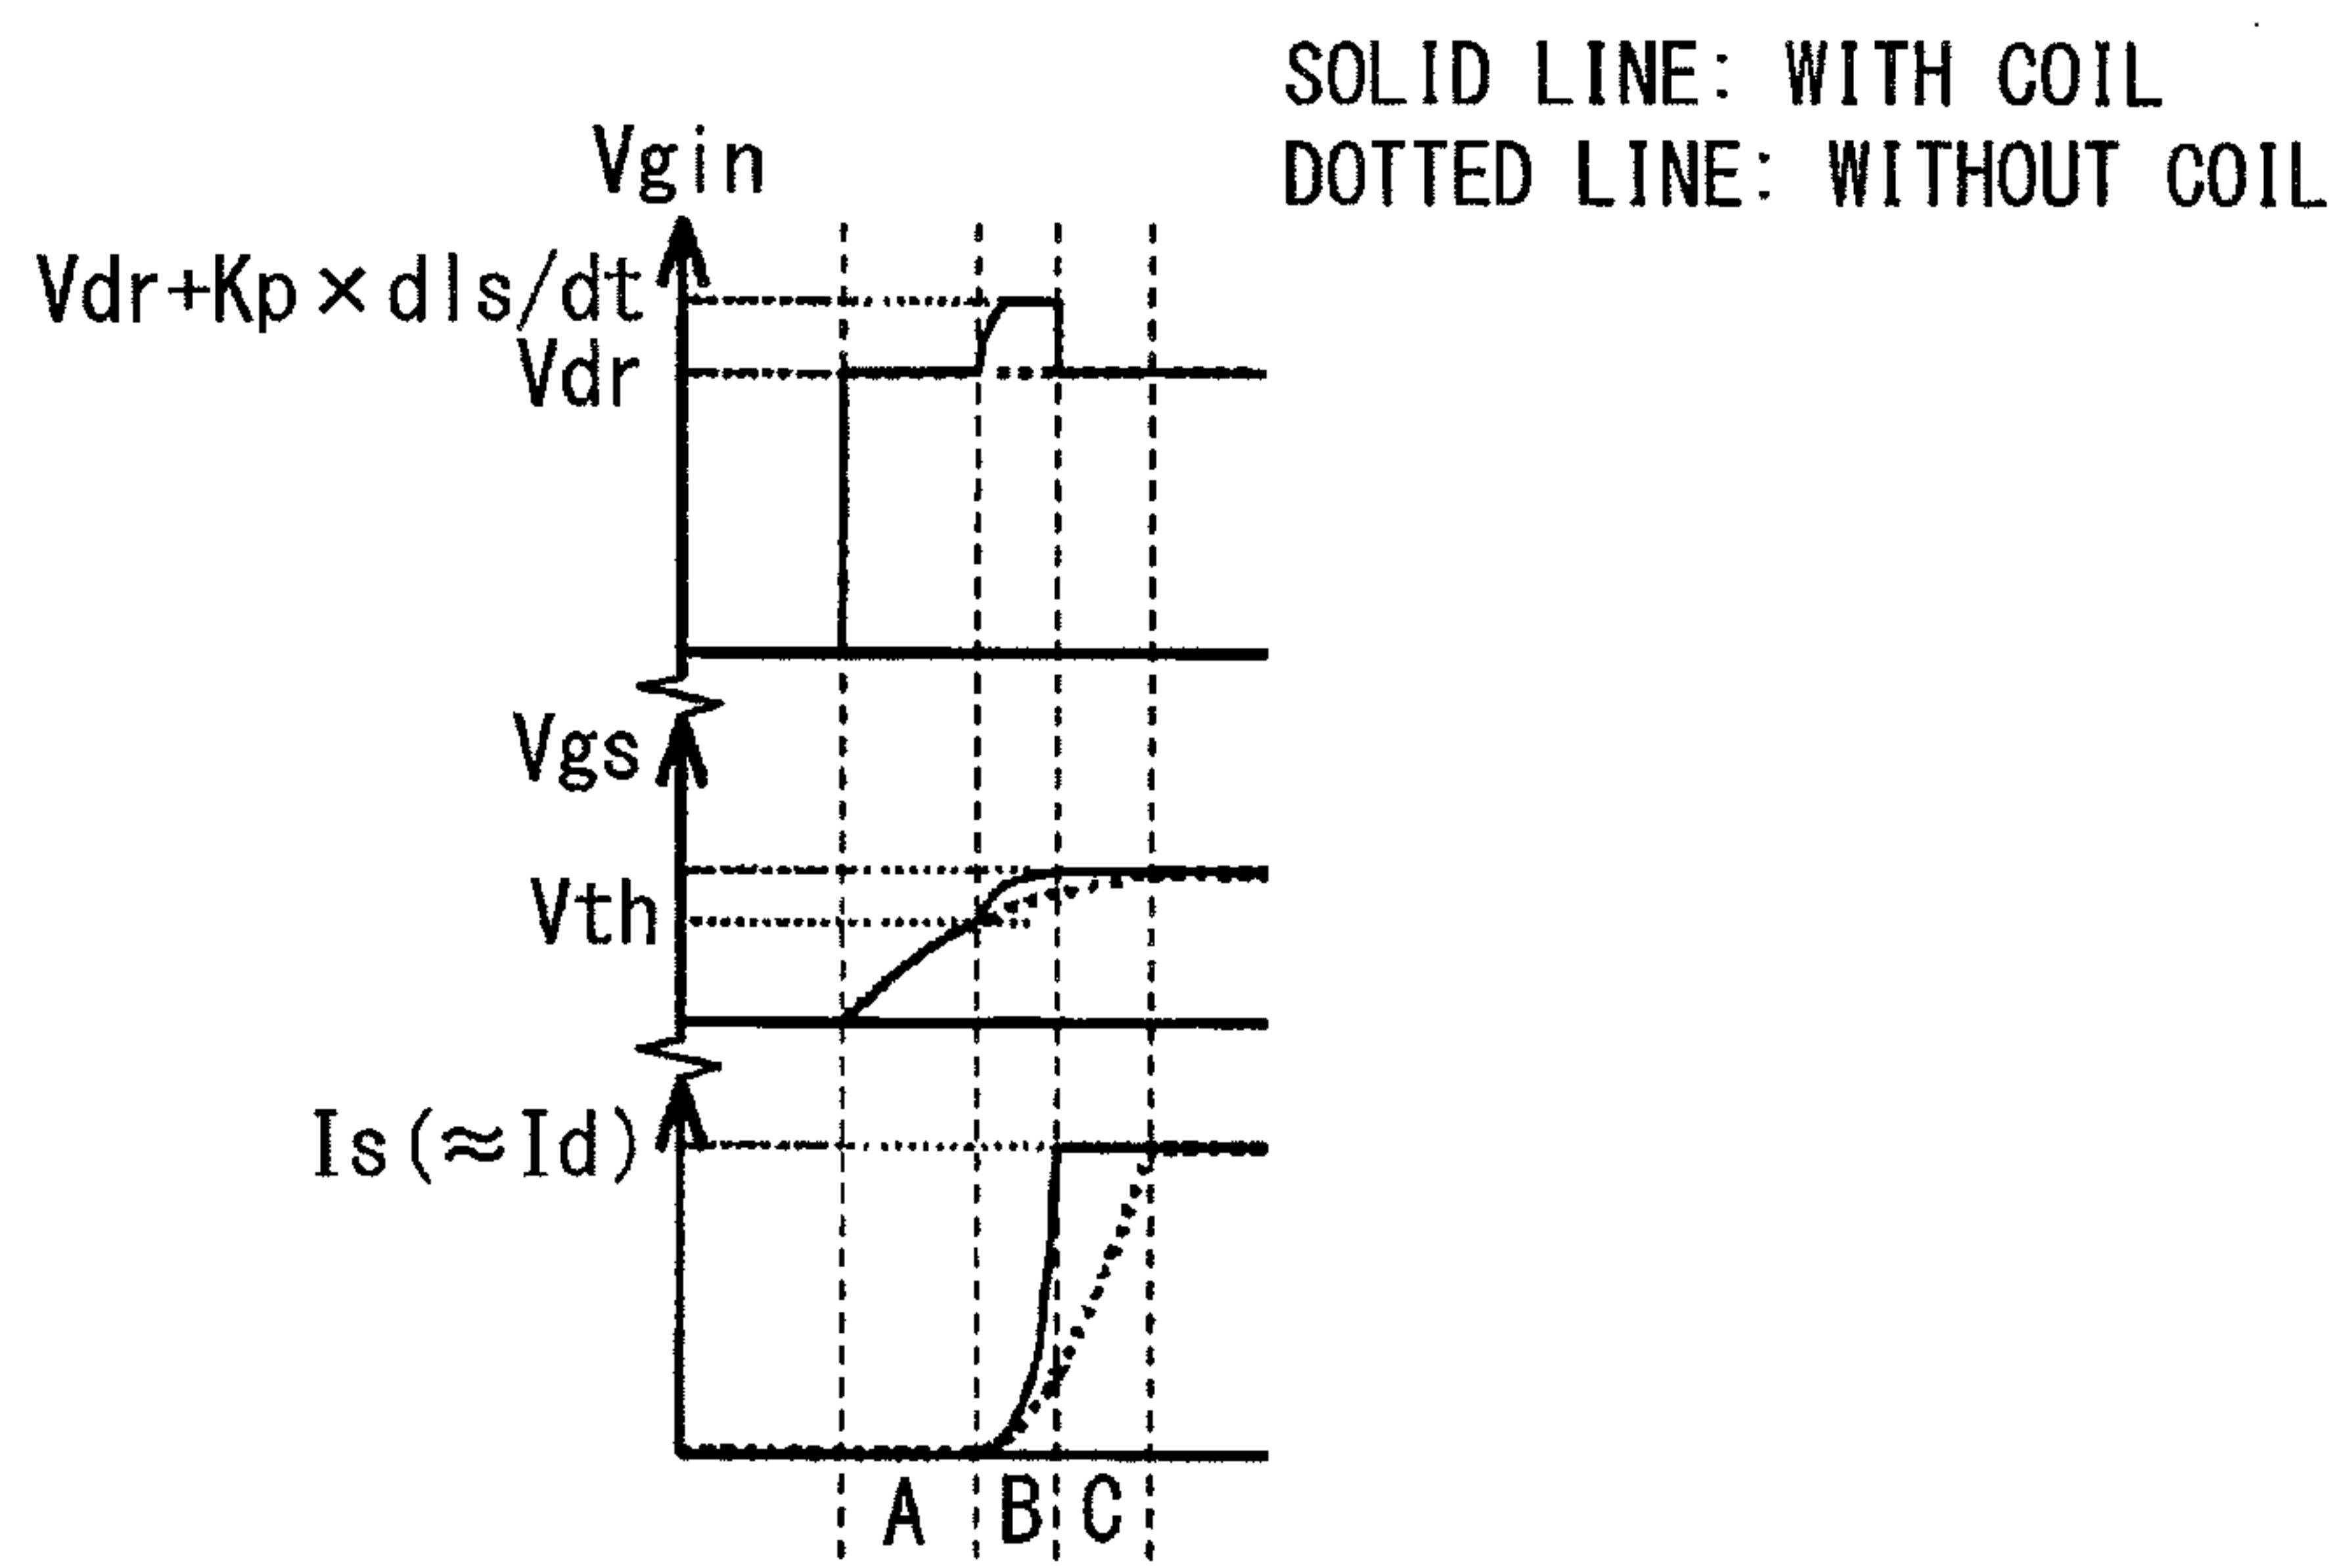 SOLID LINE: WITH COIL
DOTTED LINE: WITHOUT COIL
Vgin
Vdr+Kp×dIs/dt
Vdr
Vgs
Vth
Is(≈Id)
A B C